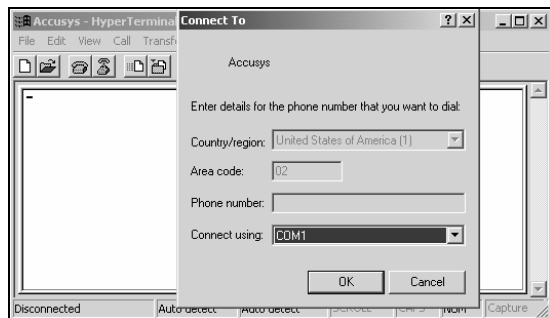 Accusys - HyperTerminal
Connect To
File Edit View Call
Accusys
Enter details for the phone number that you want to dial:
Country/region: United States of America (1)
Area code: 02
Phone number:
Connect using: COM1
OK Cancel
Disconnected Auto detect Auto detect SCROLL CAPS NUM Capture